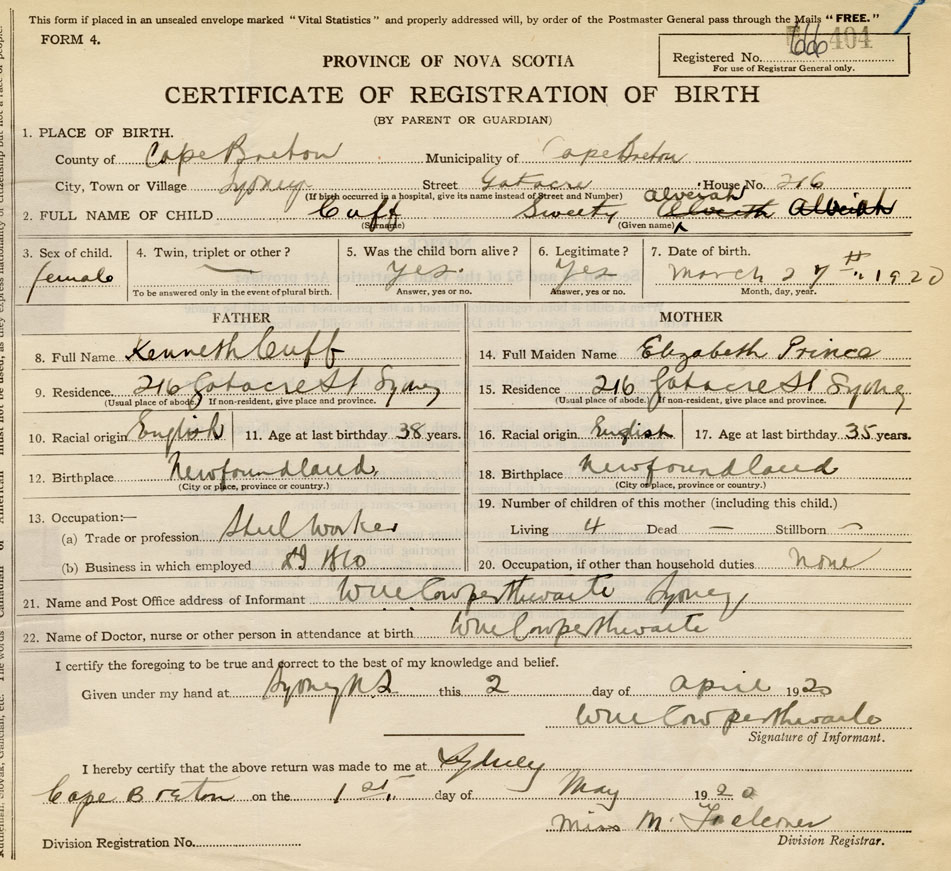 This form if placed in an unsealed envelope marked "Vital Statistics" and properly addressed will, by order of the Postmaster General pass through the Mails "FREE."
FORM 4.
PROVINCE OF NOVA SCOTIA
Registered No. 666 404
For use of Registrar General only.
CERTIFICATE OF REGISTRATION OF BIRTH
(BY PARENT OR GUARDIAN)
1. PLACE OF BIRTH.
County of Cape Breton Municipality of Cape Breton
City, Town or Village Sydney Street Gatacre House No. 216
(If birth occurred in a hospital, give its name instead of Street and Number)
2. FULL NAME OF CHILD Cuff Sweety Alveiah
(Surname) (Given name)
3. Sex of child. 4. Twin, triplet or other? 5. Was the child born alive? 6. Legitimate? 7. Date of birth.
female Yes. Yes March 27th. 1920
To be answered only in the event of plural birth. Answer, yes or no. Answer, yes or no. Month, day, year.
FATHER
8. Full Name Kenneth Cuff
9. Residence 216 Gatacre St Sydney
(Usual place of abode.) If non-resident, give place and province.
10. Racial origin English 11. Age at last birthday 38 years.
12. Birthplace Newfoundland
(City or place, province or country.)
13. Occupation:—
(a) Trade or profession Steel Worker
(b) Business in which employed
MOTHER
14. Full Maiden Name Elizabeth Prince
15. Residence 216 Gatacre St Sydney
(Usual place of abode.) If non-resident, give place and province.
16. Racial origin English 17. Age at last birthday 35 years.
18. Birthplace Newfoundland
(City or place, province or country.)
19. Number of children of this mother (including this child.)
Living 4 Dead — Stillborn —
20. Occupation, if other than household duties. None
21. Name and Post Office address of Informant Wm Cowperthwaite Sydney
22. Name of Doctor, nurse or other person in attendance at birth Wm Cowperthwaite
I certify the foregoing to be true and correct to the best of my knowledge and belief.
Given under my hand at Sydney N.S this 2 day of April 1920
Wm Cowperthwaite
Signature of Informant.
I hereby certify that the above return was made to me at Sydney
Cape Breton on the 1st. day of May 1920
Miss M. Falconer
Division Registrar.
Division Registration No.